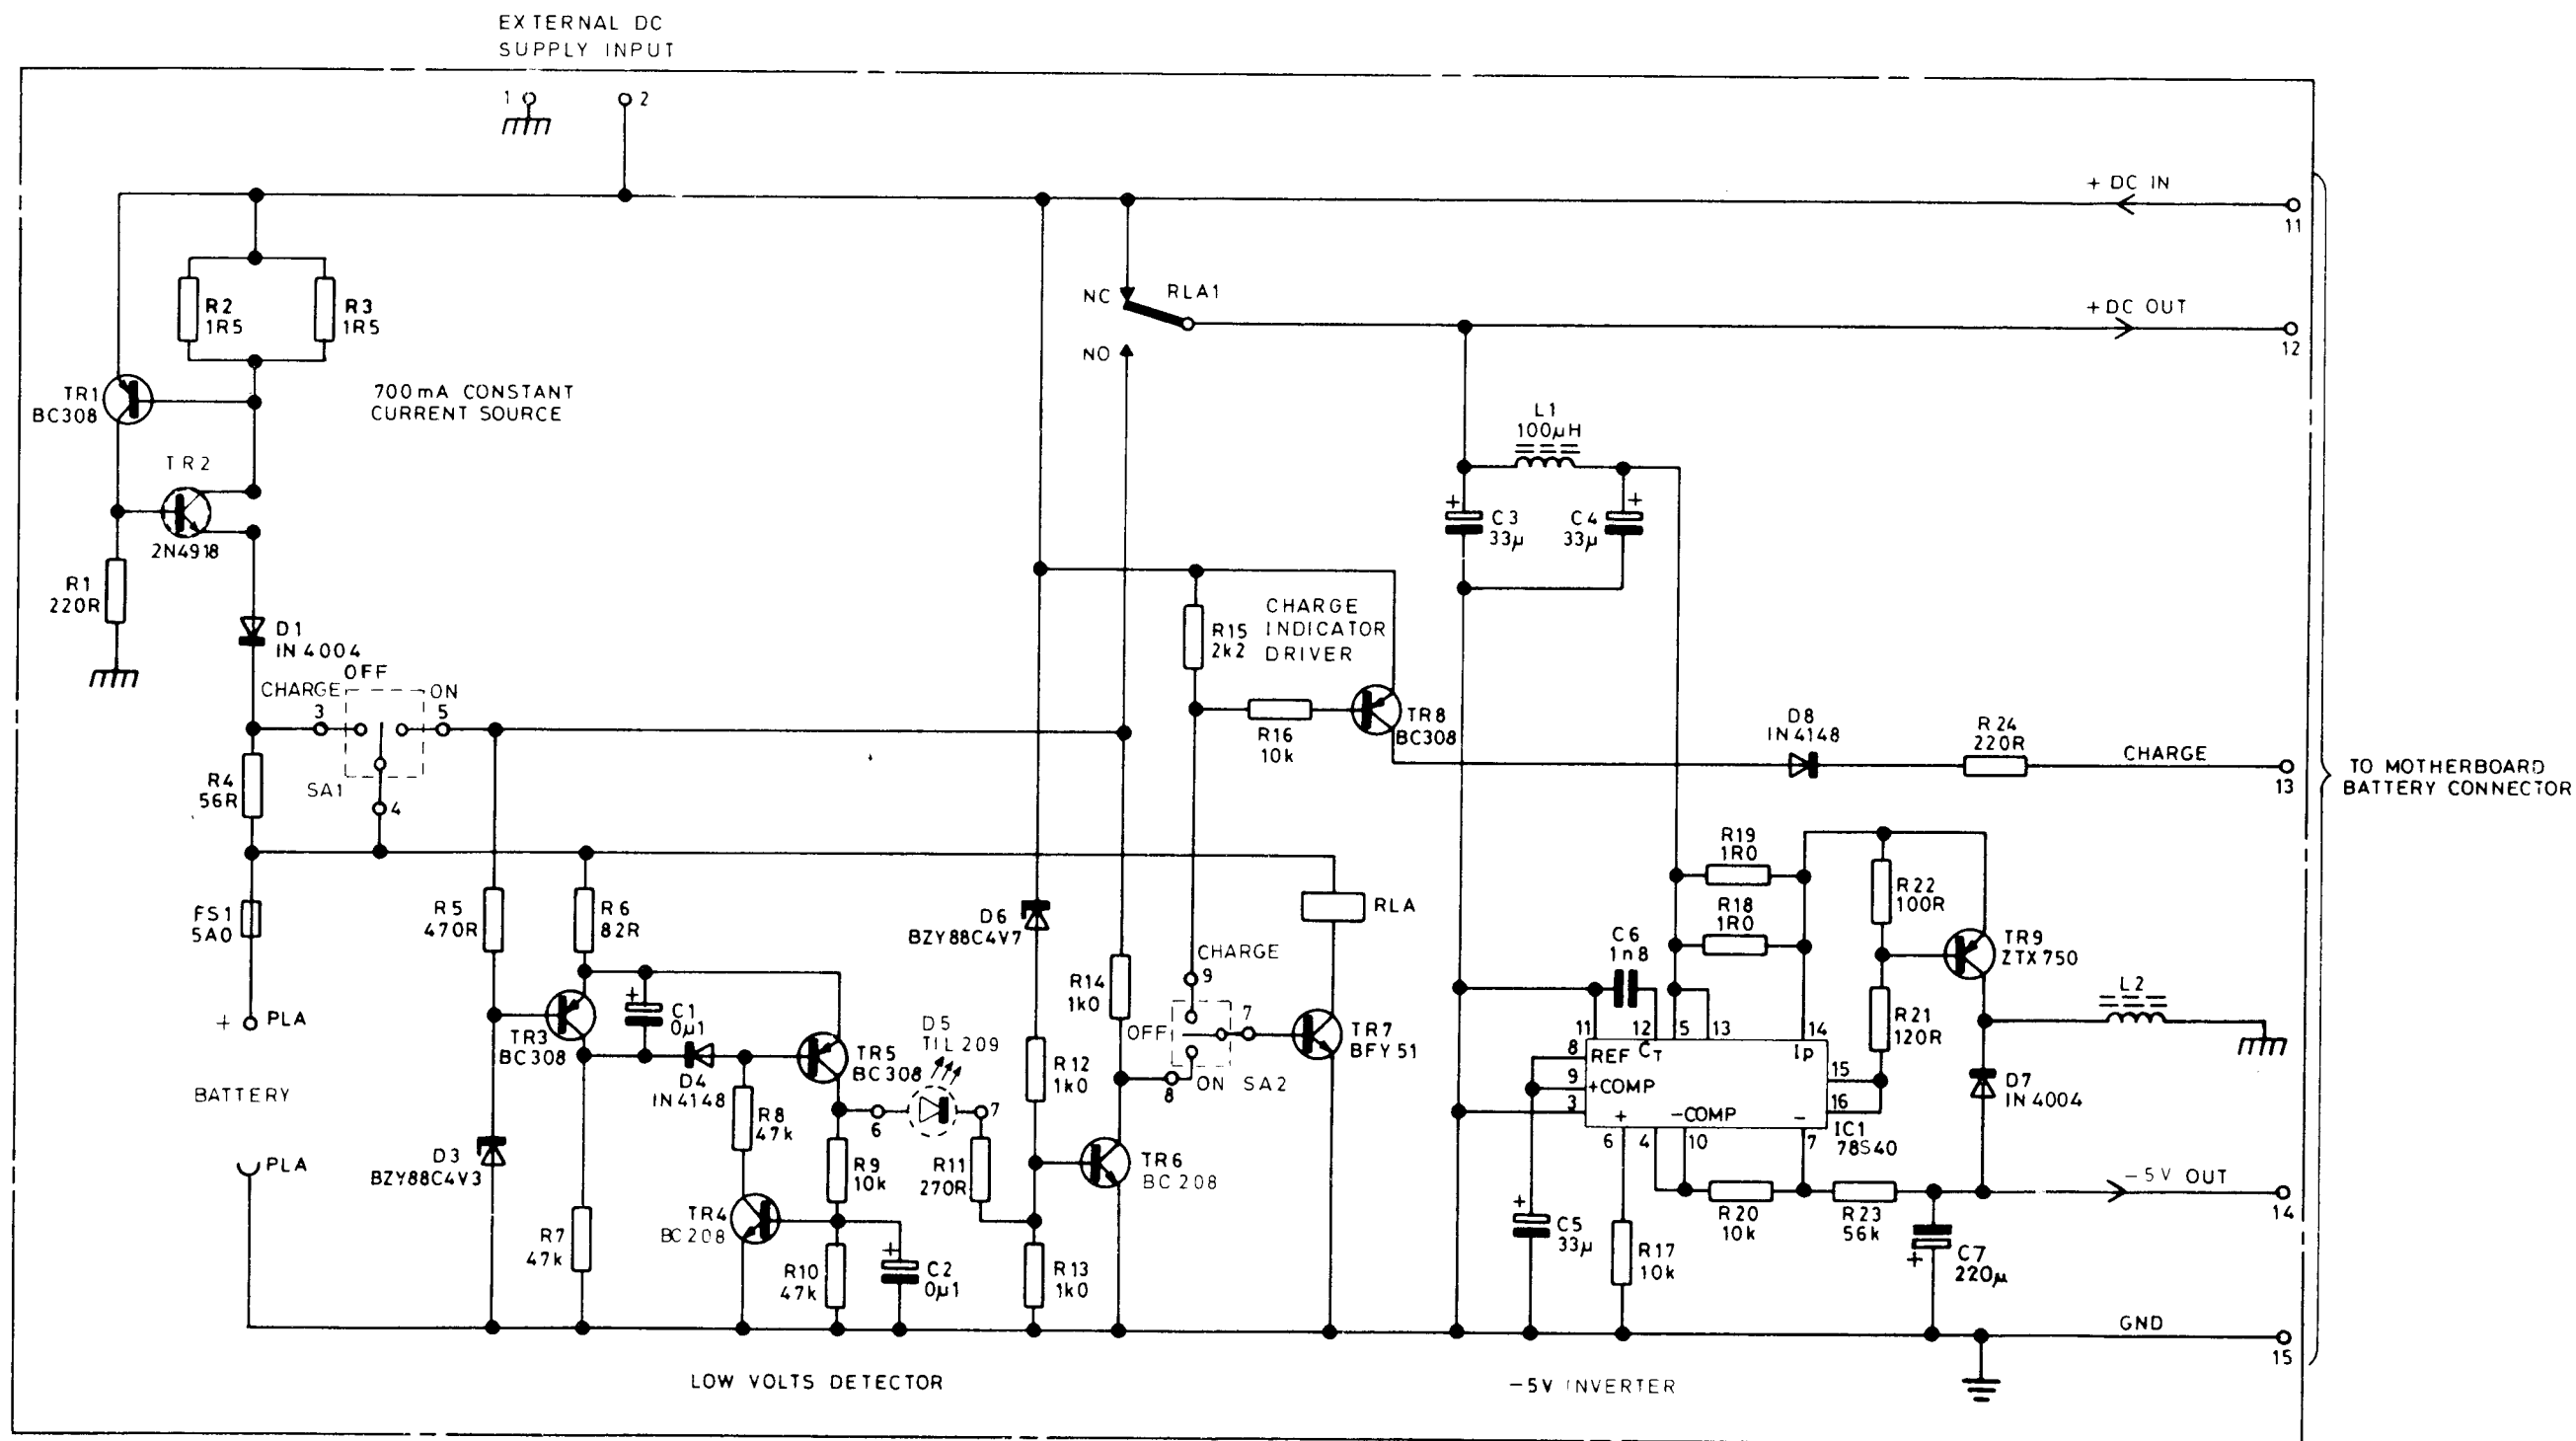 EXTERNAL DC
SUPPLY INPUT
1
2
+ DC IN
11
R2
1R5
R3
1R5
NC
RLA1
+DC OUT
12
NO
TR1
BC308
700mA CONSTANT
CURRENT SOURCE
L1
100µH
TR2
2N4918
+
C3
33µ
+
C4
33µ
R1
220R
D1
IN4004
R15
2k2
CHARGE
INDICATOR
DRIVER
OFF
CHARGE
ON
3
5
SA1
4
R4
56R
R16
10k
TR8
BC308
D8
IN4148
R24
220R
CHARGE
13
TO MOTHERBOARD
BATTERY CONNECTOR
R19
1R0
R18
1R0
R22
100R
FS1
5A0
R5
470R
R6
82R
D6
BZY88C4V7
RLA
C6
1n8
TR9
ZTX750
CHARGE
9
R14
1k0
OFF
7
ON SA2
8
TR7
BFY51
L2
R21
120R
+ PLA
TR3
BC308
+
C1
0µ1
D5
TIL209
TR5
BC308
D4
IN4148
R8
47k
6
7
R12
1k0
11
12
5
13
14
8
REF
CT
Ip
9
+COMP
15
3
+
-COMP
-
16
6
4
10
7
IC1
78S40
D7
IN4004
BATTERY
PLA
D3
BZY88C4V3
R9
10k
R11
270R
TR6
BC208
-5V OUT
14
R20
10k
R23
56k
TR4
BC208
R7
47k
R10
47k
+
C2
0µ1
R13
1k0
+
C5
33µ
R17
10k
+
C7
220µ
GND
15
LOW VOLTS DETECTOR
-5V INVERTER